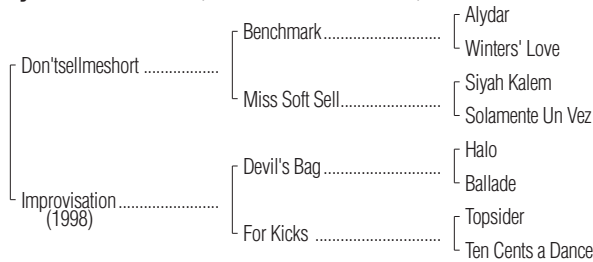 Alydar
Benchmark
Winters' Love
Don'tsellmeshort
Siyah Kalem
Miss Soft Sell
Solamente Un Vez
Halo
Devil's Bag
Ballade
Improvisation
(1998)
Topsider
For Kicks
Ten Cents a Dance